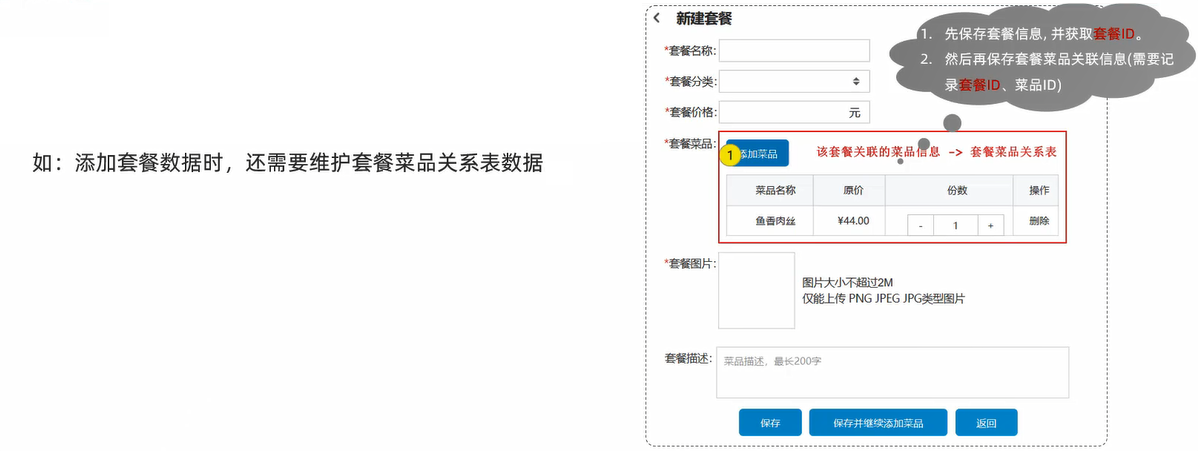 如：添加套餐数据时，还需要维护套餐菜品关系表数据
新建套餐
1. 先保存套餐信息, 并获取套餐ID。
2. 然后再保存套餐菜品关联信息(需要记
录套餐ID、菜品ID)
*套餐名称:
*套餐分类:
*套餐价格: 元
*套餐菜品:
1 添加菜品 该套餐关联的菜品信息 -> 套餐菜品关系表
菜品名称 原价 份数 操作
鱼香肉丝 ¥44.00 - 1 + 删除
*套餐图片:
图片大小不超过2M
仅能上传 PNG JPEG JPG类型图片
套餐描述: 菜品描述，最长200字
保存 保存并继续添加菜品 返回